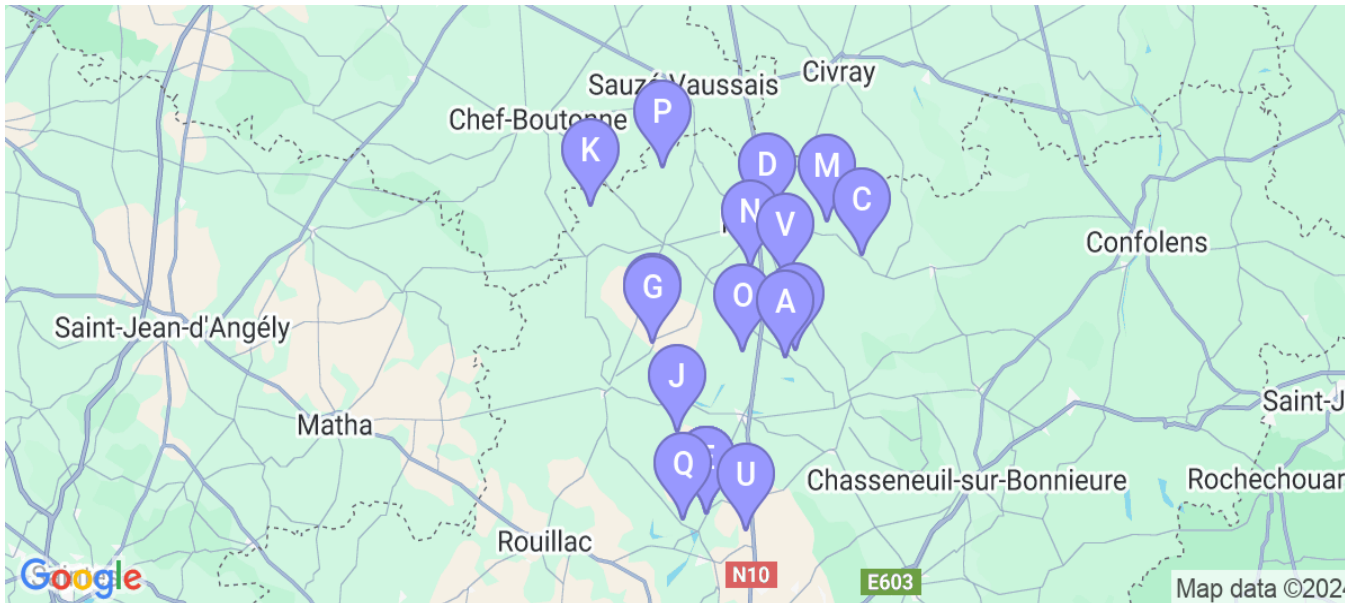 Civray
Sauzé-Vaussais
Chef-Boutonne
P
K
D
M
C
N
V
Confolens
G
O
A
Saint-Jean-d'Angély
J
Saint-J
Matha
Q
U
Chasseneuil-sur-Bonnieure
Rochechouar
Rouillac
N10
E603
Google
Map data ©2024